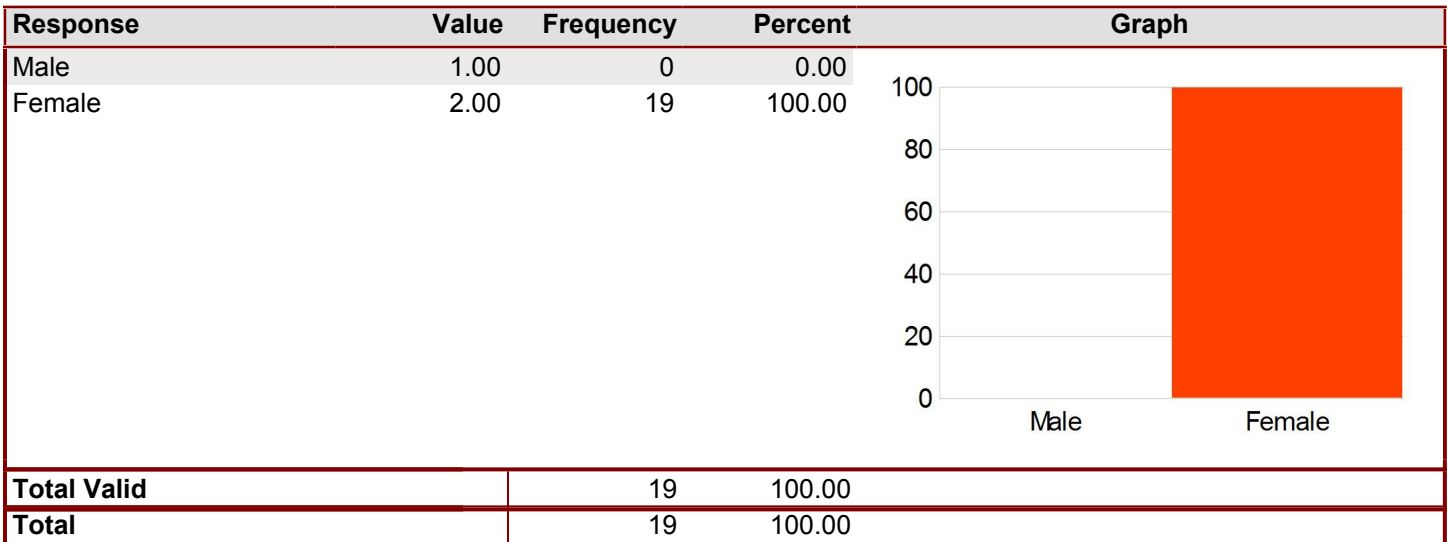 Response Value Frequency Percent Graph
Male 1.00 0 0.00
Female 2.00 19 100.00
100
80
60
40
20
0
Male Female
Total Valid 19 100.00
Total 19 100.00